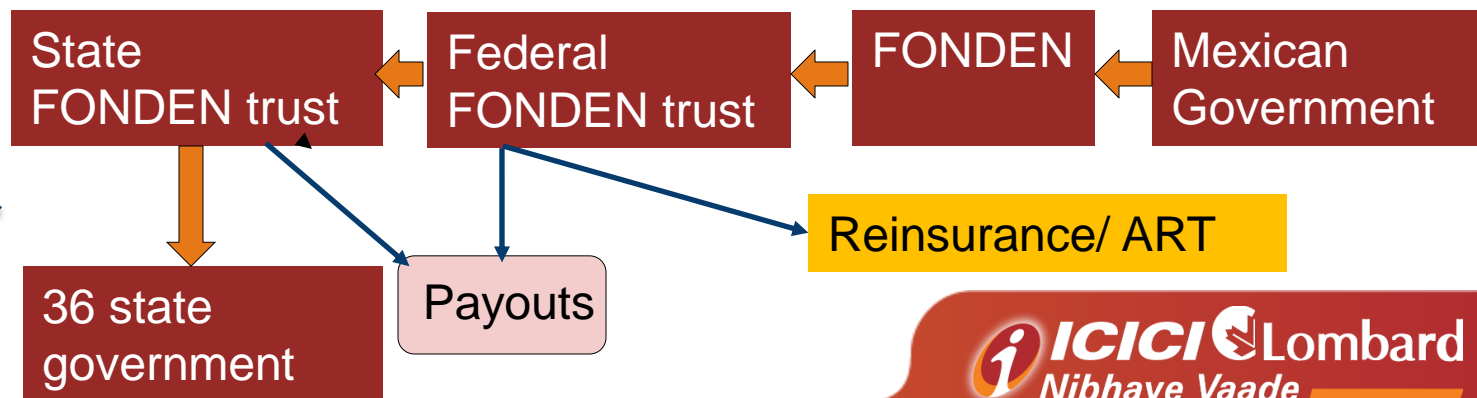 State
FONDEN trust
Federal
FONDEN trust
FONDEN
Mexican
Government
Reinsurance/ ART
Payouts
36 state
government
ICICI Lombard
Nibhaye Vaade